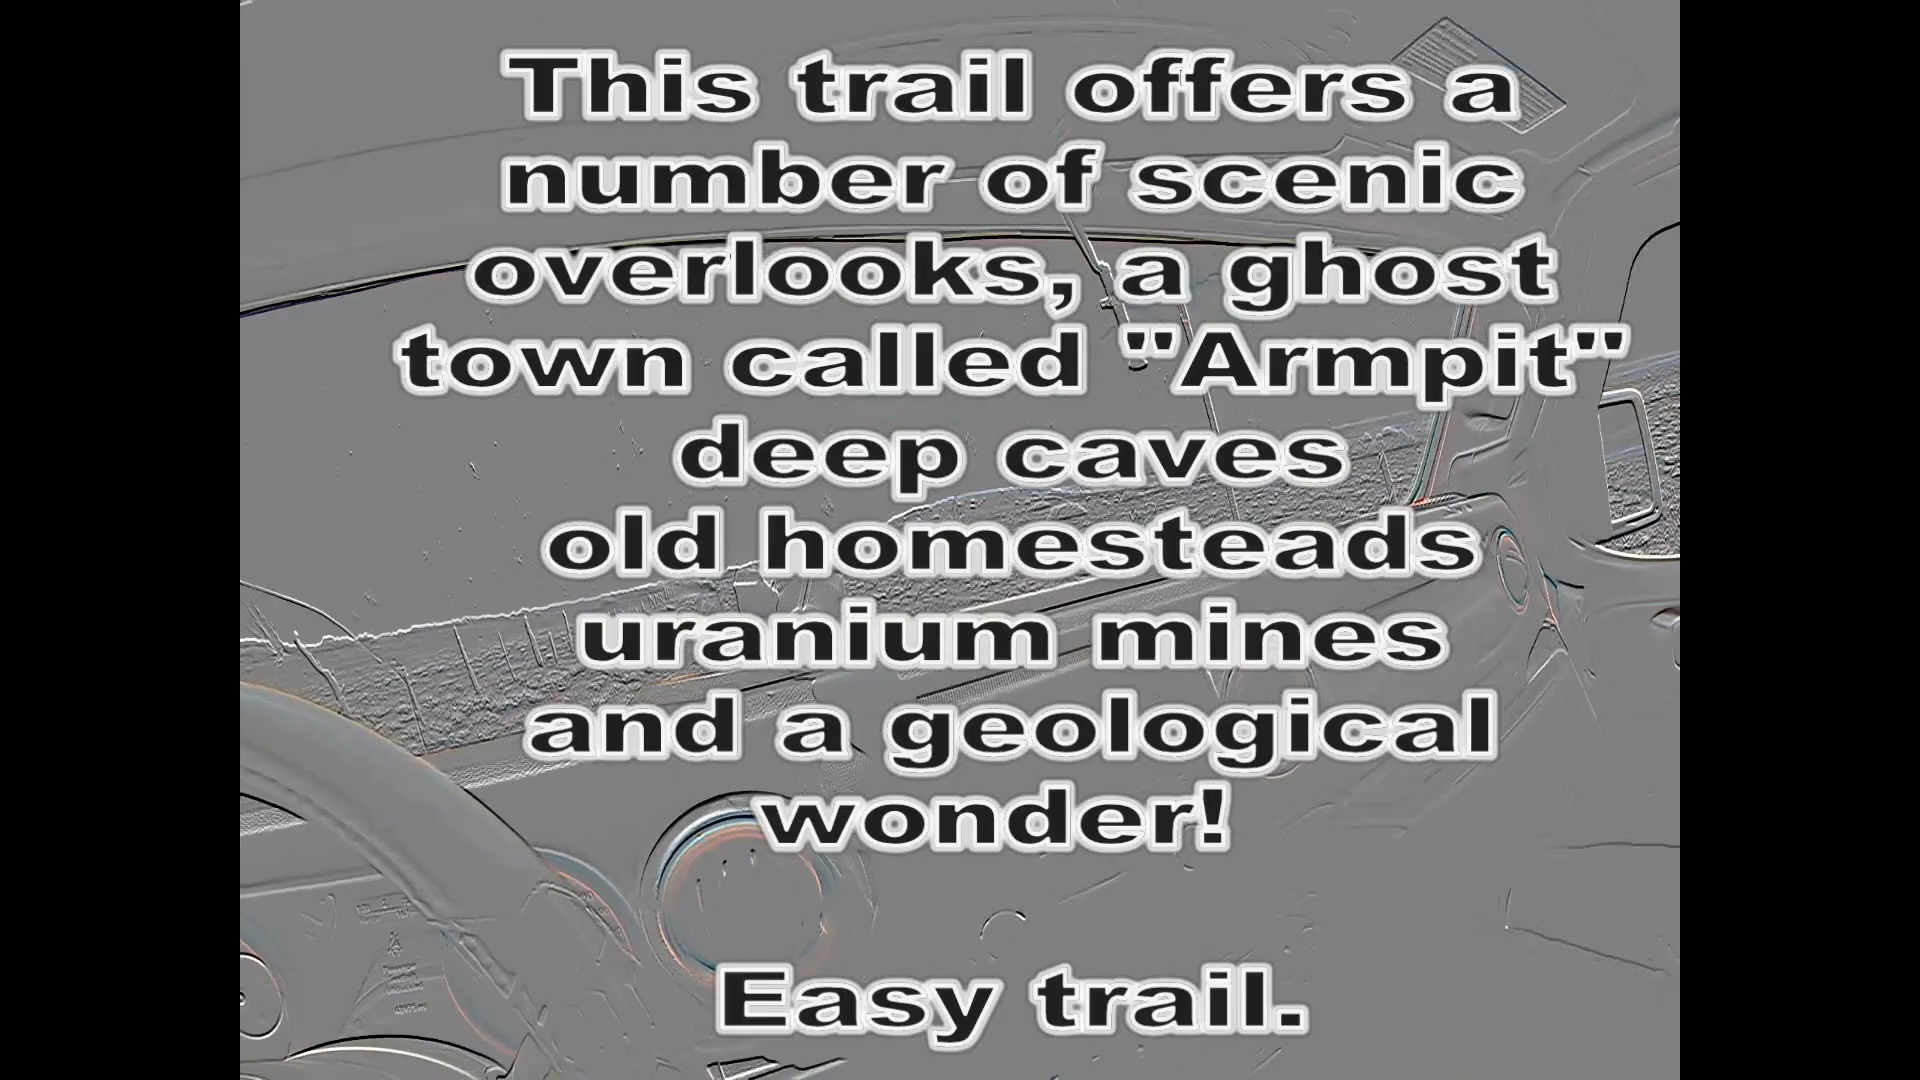 This trail offers a
number of scenic
overlooks, a ghost
town called "Armpit"
deep caves
old homesteads
uranium mines
and a geological
wonder!
Easy trail.